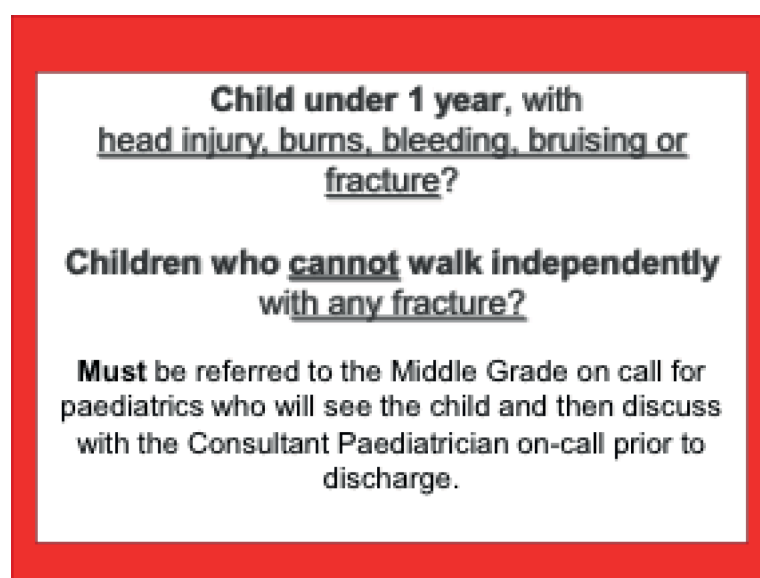 Child under 1 year, with
head injury, burns, bleeding, bruising or
fracture?
Children who cannot walk independently
with any fracture?
Must be referred to the Middle Grade on call for
paediatrics who will see the child and then discuss
with the Consultant Paediatrician on-call prior to
discharge.